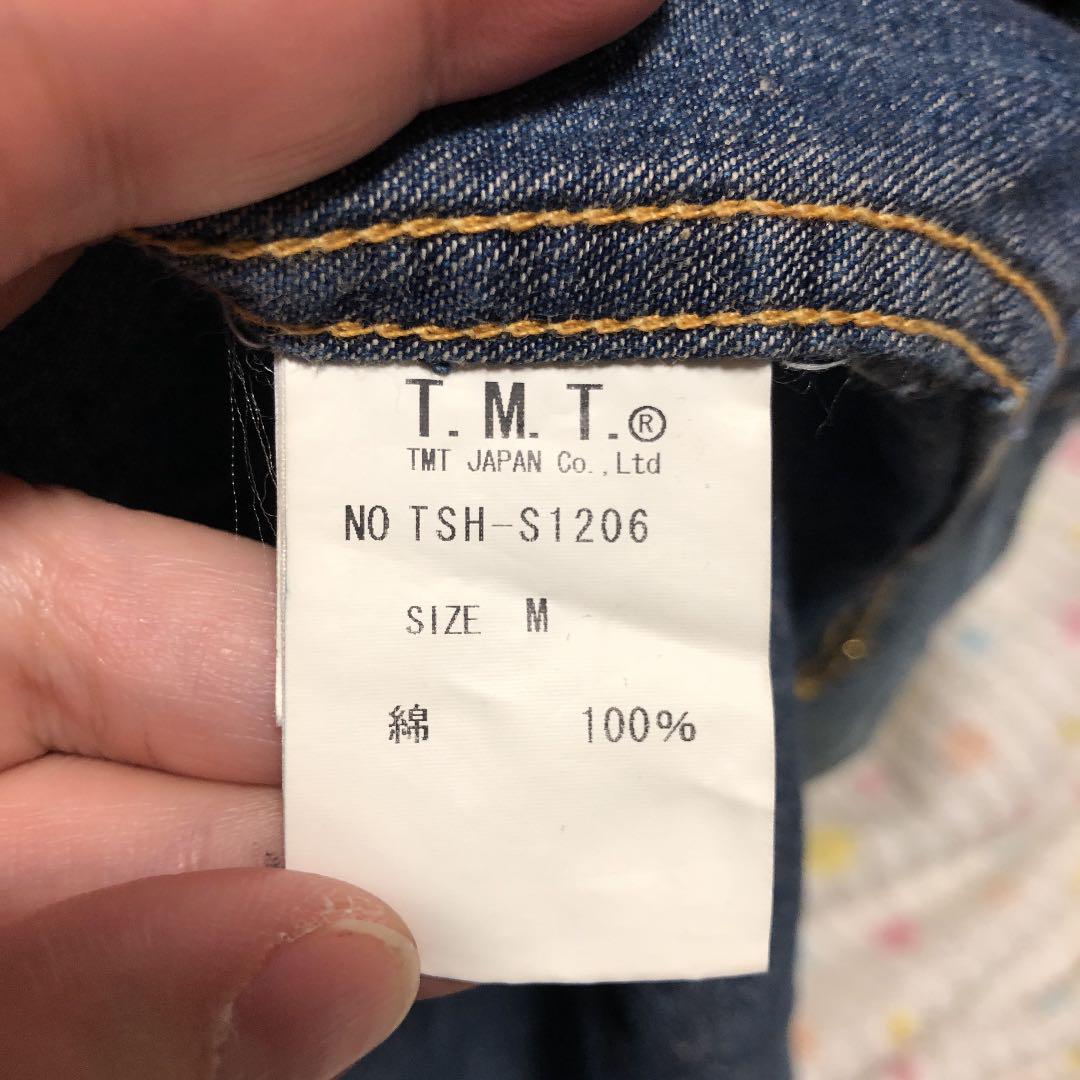 T. M. T.®
TMT JAPAN Co.,Ltd
NO TSH-S1206
SIZE M
綿 100%